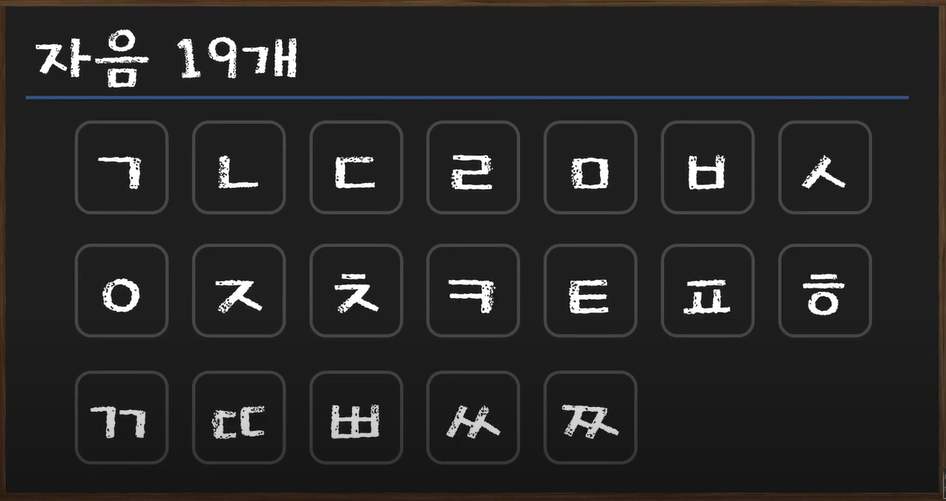 자음 19개
ㄱ ㄴ ㄷ ㄹ ㅁ ㅂ ㅅ
ㅇ ㅈ ㅊ ㅋ ㅌ ㅍ ㅎ
ㄲ ㄸ ㅃ ㅆ ㅉ